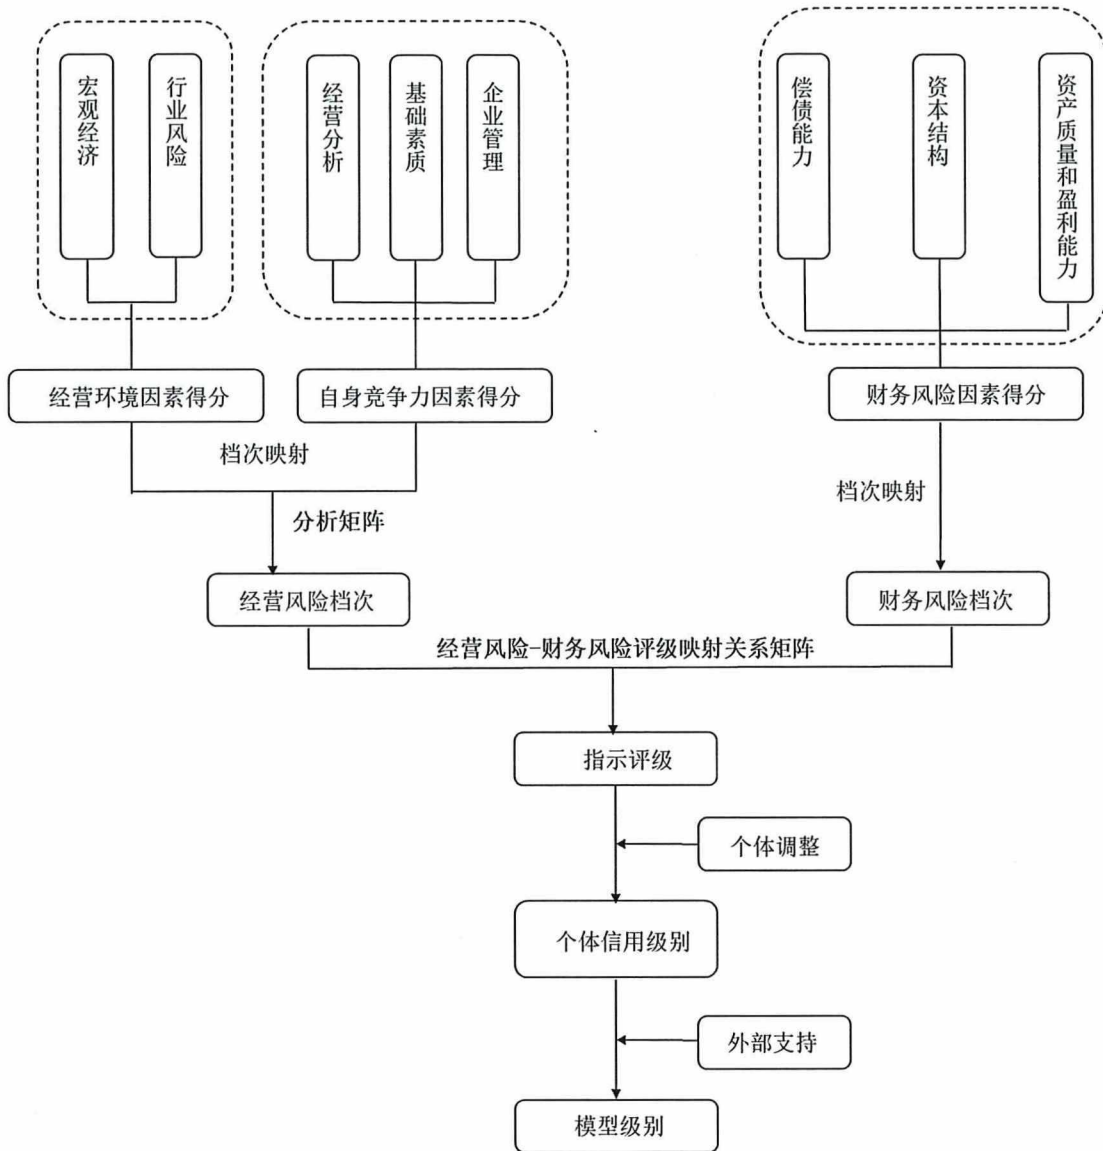 宏观经济
行业风险
经营分析
基础素质
企业管理
偿债能力
资本结构
资产质量和盈利能力
经营环境因素得分
自身竞争力因素得分
财务风险因素得分
档次映射
档次映射
分析矩阵
经营风险档次
财务风险档次
经营风险-财务风险评级映射关系矩阵
指示评级
个体调整
个体信用级别
外部支持
模型级别